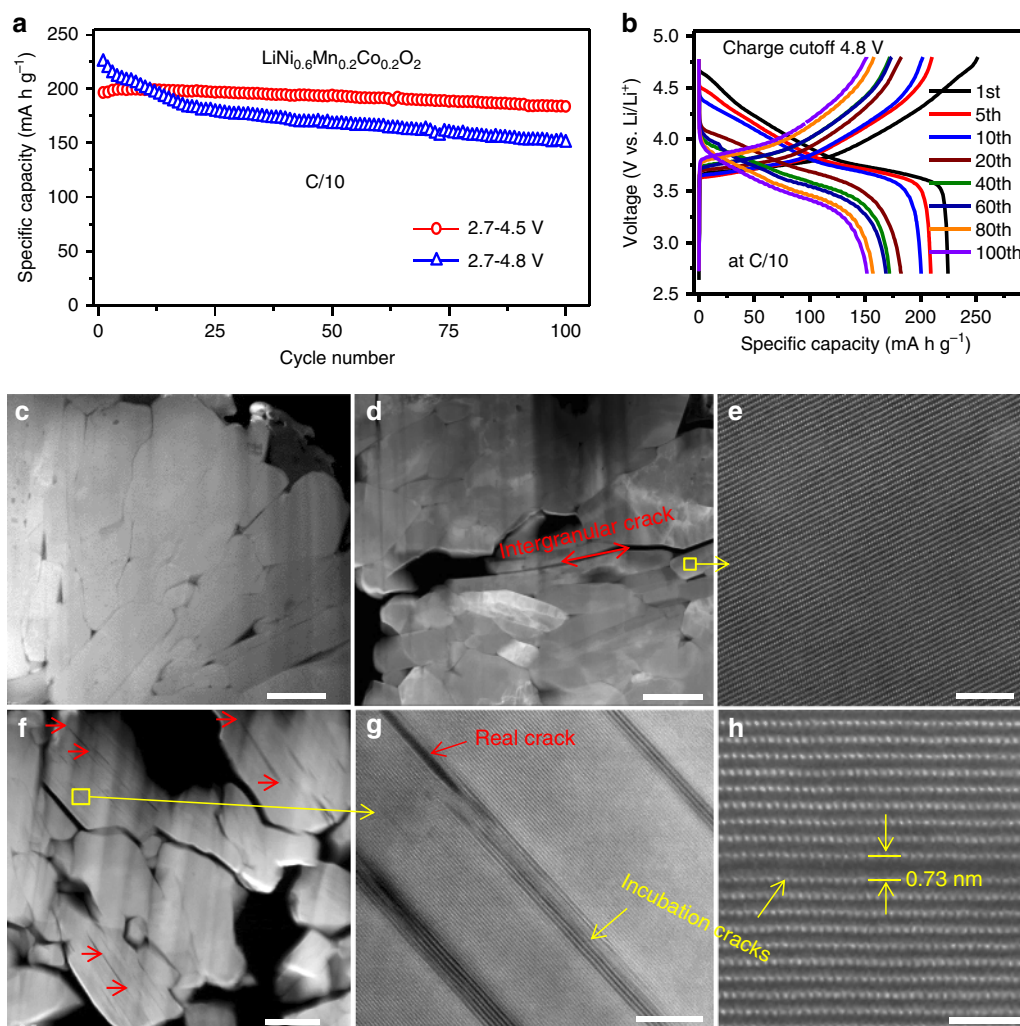 a
250
200
150
100
50
0
Specific capacity (mA h g⁻¹)
LiNi₀.₆Mn₀.₂Co₀.₂O₂
C/10
2.7-4.5 V
2.7-4.8 V
0
25
50
75
100
Cycle number
b
5.0
4.5
4.0
3.5
3.0
2.5
Voltage (V vs. Li/Li⁺)
Charge cutoff 4.8 V
1st
5th
10th
20th
40th
60th
80th
100th
at C/10
0
50
100
150
200
250
Specific capacity (mA h g⁻¹)
c
d
Intergranular crack
e
f
g
Real crack
Incubation cracks
h
0.73 nm